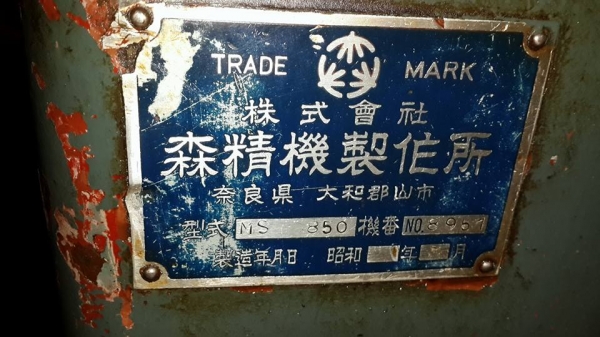 TRADE MARK
株式會社
森精機製作所
奈良県 大和郡山市
型式 MS 850 機番 NO.8951
製造年月日 昭和 年 月